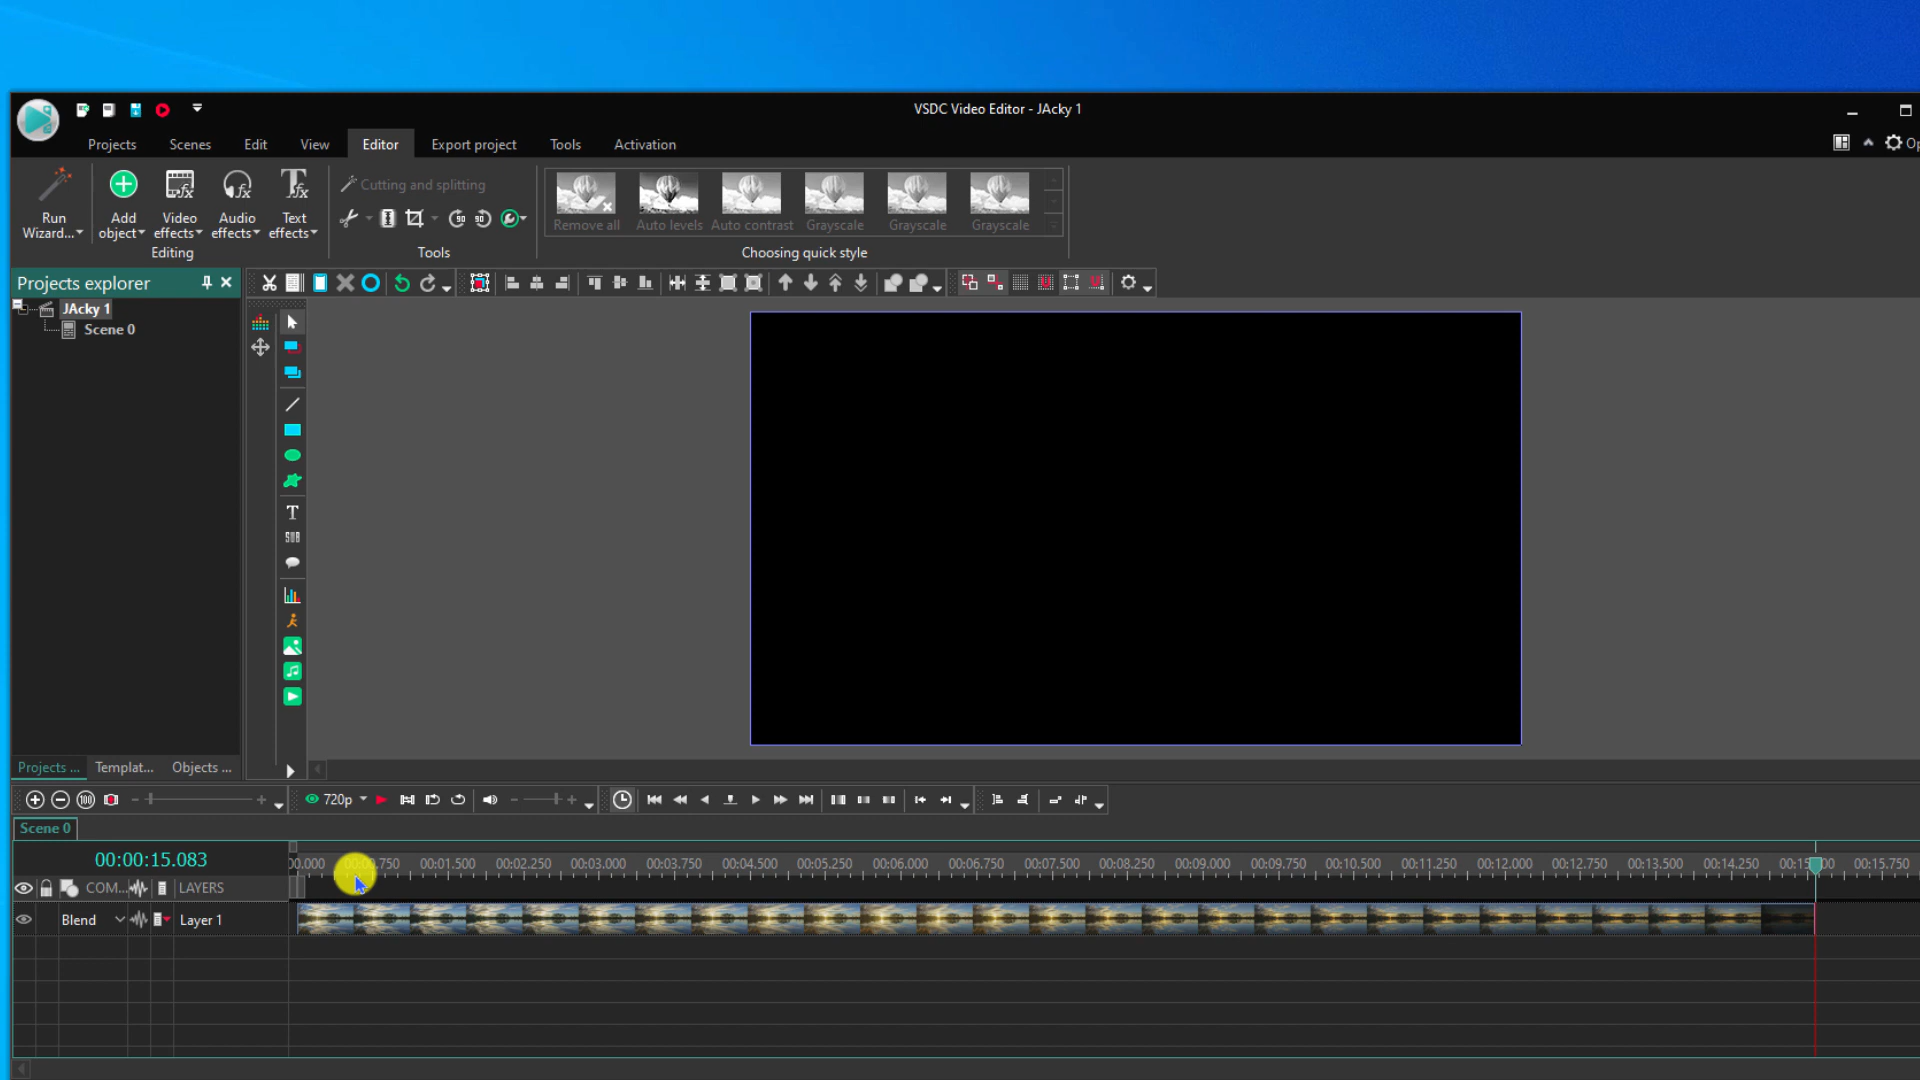 VSDC Video Editor - JAcky 1
Projects
Scenes
Edit
View
Editor
Export project
Tools
Activation
Run
Wizard...
Add
object
Video
effects
Audio
effects
Text
effects
Editing
Cutting and splitting
Tools
Remove all
Auto levels
Auto contrast
Grayscale
Grayscale
Grayscale
Choosing quick style
Projects explorer
JAcky 1
Scene 0
T
SUB
Projects ...
Templat...
Objects ...
720p
Scene 0
00:00:15.083
00:01.500
00:02.250
00:03.000
00:03.750
00:04.500
00:05.250
00:06.000
00:06.750
00:07.500
00:08.250
00:09.000
00:09.750
00:10.500
00:11.250
00:12.000
00:12.750
00:13.500
00:14.250
00:15.750
COM...
LAYERS
Blend
Layer 1